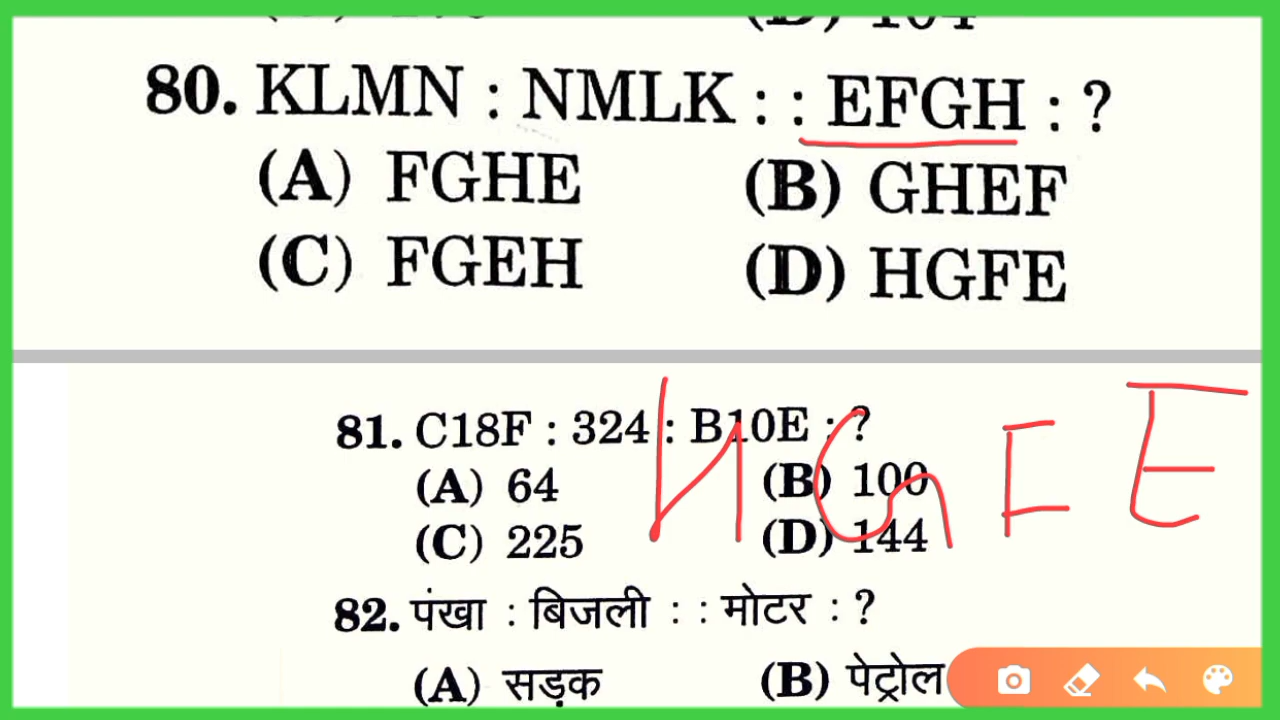 80. KLMN : NMLK : : EFGH : ?
(A) FGHE (B) GHEF
(C) FGEH (D) HGFE
81. C18F : 324 : B10E : ?
(A) 64 (B) 100
(C) 225 (D) 144
HGFE
82. पंखा : बिजली : : मोटर : ?
(A) सड़क (B) पेट्रोल